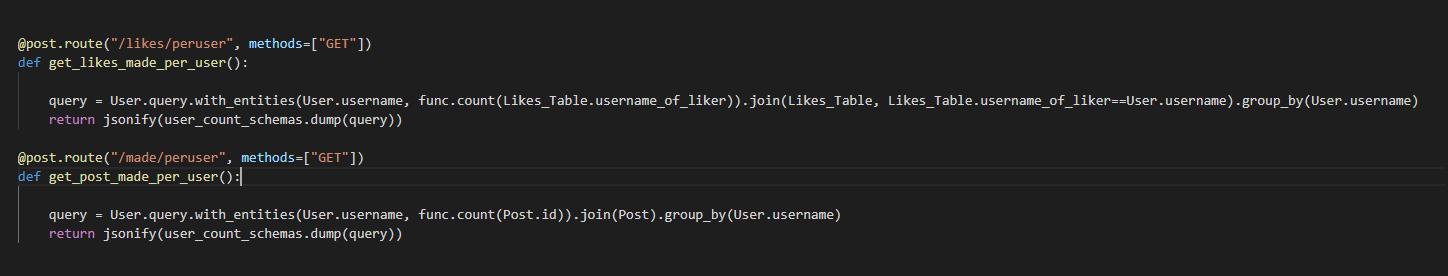 @post.route("/likes/peruser", methods=["GET"])
def get_likes_made_per_user():
query = User.query.with_entities(User.username, func.count(Likes_Table.username_of_liker)).join(Likes_Table, Likes_Table.username_of_liker==User.username).group_by(User.username)
return jsonify(user_count_schemas.dump(query))
@post.route("/made/peruser", methods=["GET"])
def get_post_made_per_user():
query = User.query.with_entities(User.username, func.count(Post.id)).join(Post).group_by(User.username)
return jsonify(user_count_schemas.dump(query))